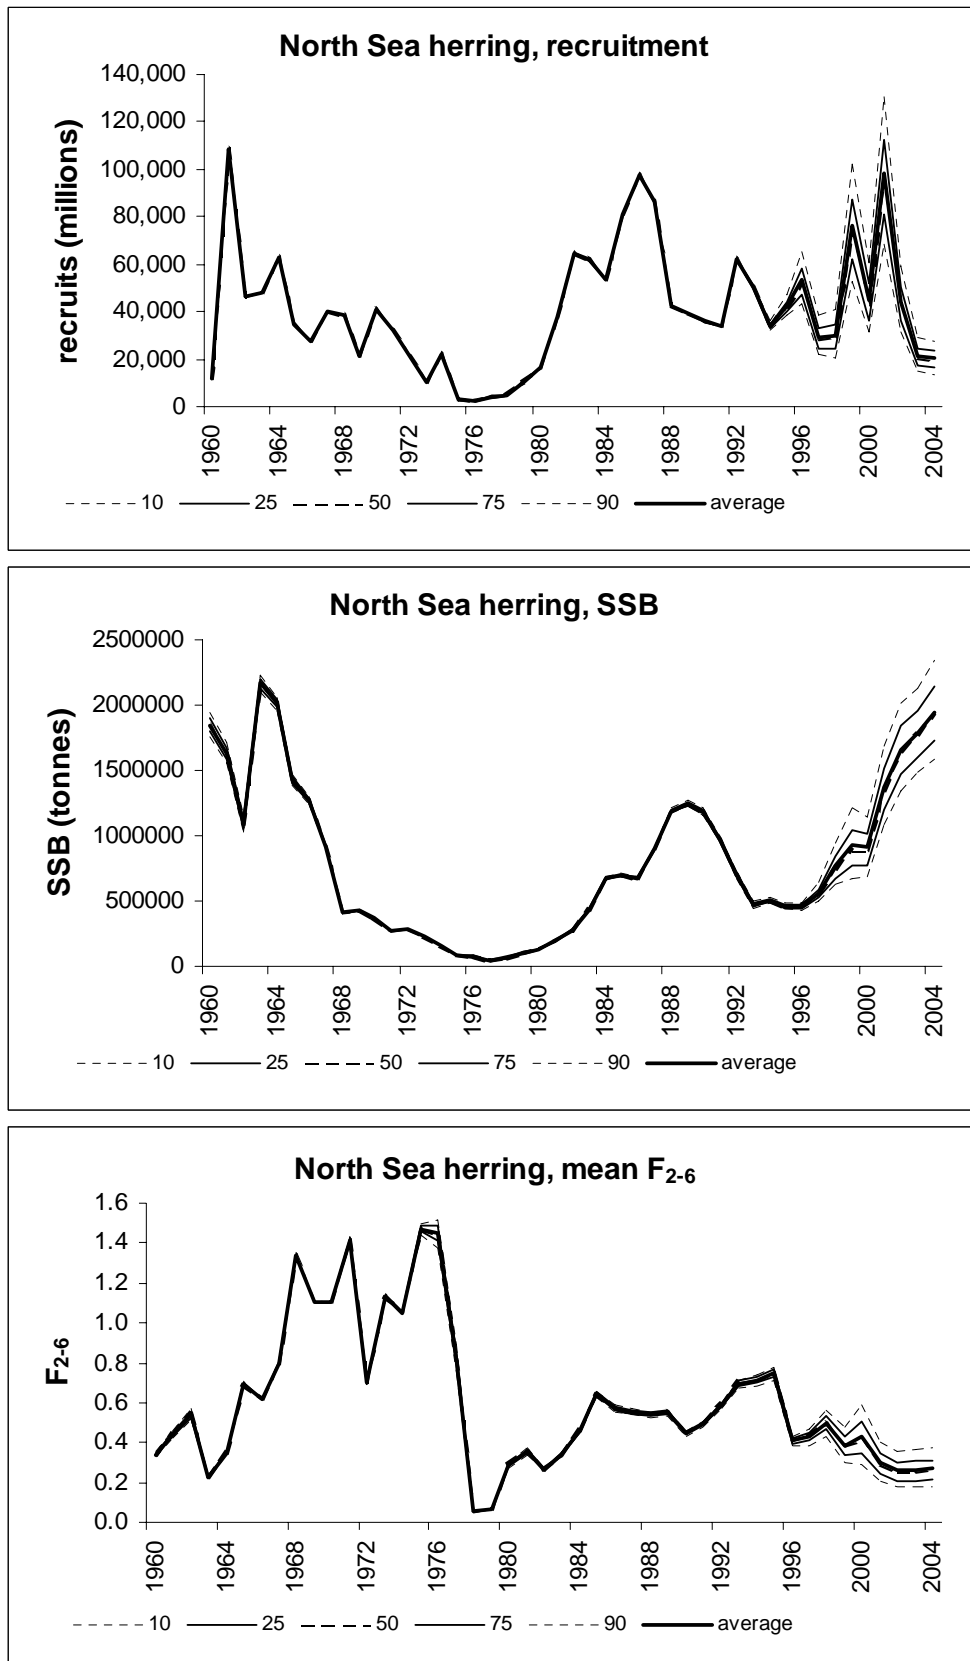 North Sea herring, recruitment
140,000
120,000
100,000
80,000
60,000
40,000
20,000
0
recruits (millions)
1960 1964 1968 1972 1976 1980 1984 1988 1992 1996 2000 2004
10 25 50 75 90 average
North Sea herring, SSB
2500000
2000000
1500000
1000000
500000
0
SSB (tonnes)
1960 1964 1968 1972 1976 1980 1984 1988 1992 1996 2000 2004
10 25 50 75 90 average
North Sea herring, mean F2-6
1.6
1.4
1.2
1.0
0.8
0.6
0.4
0.2
0.0
F2-6
1960 1964 1968 1972 1976 1980 1984 1988 1992 1996 2000 2004
10 25 50 75 90 average